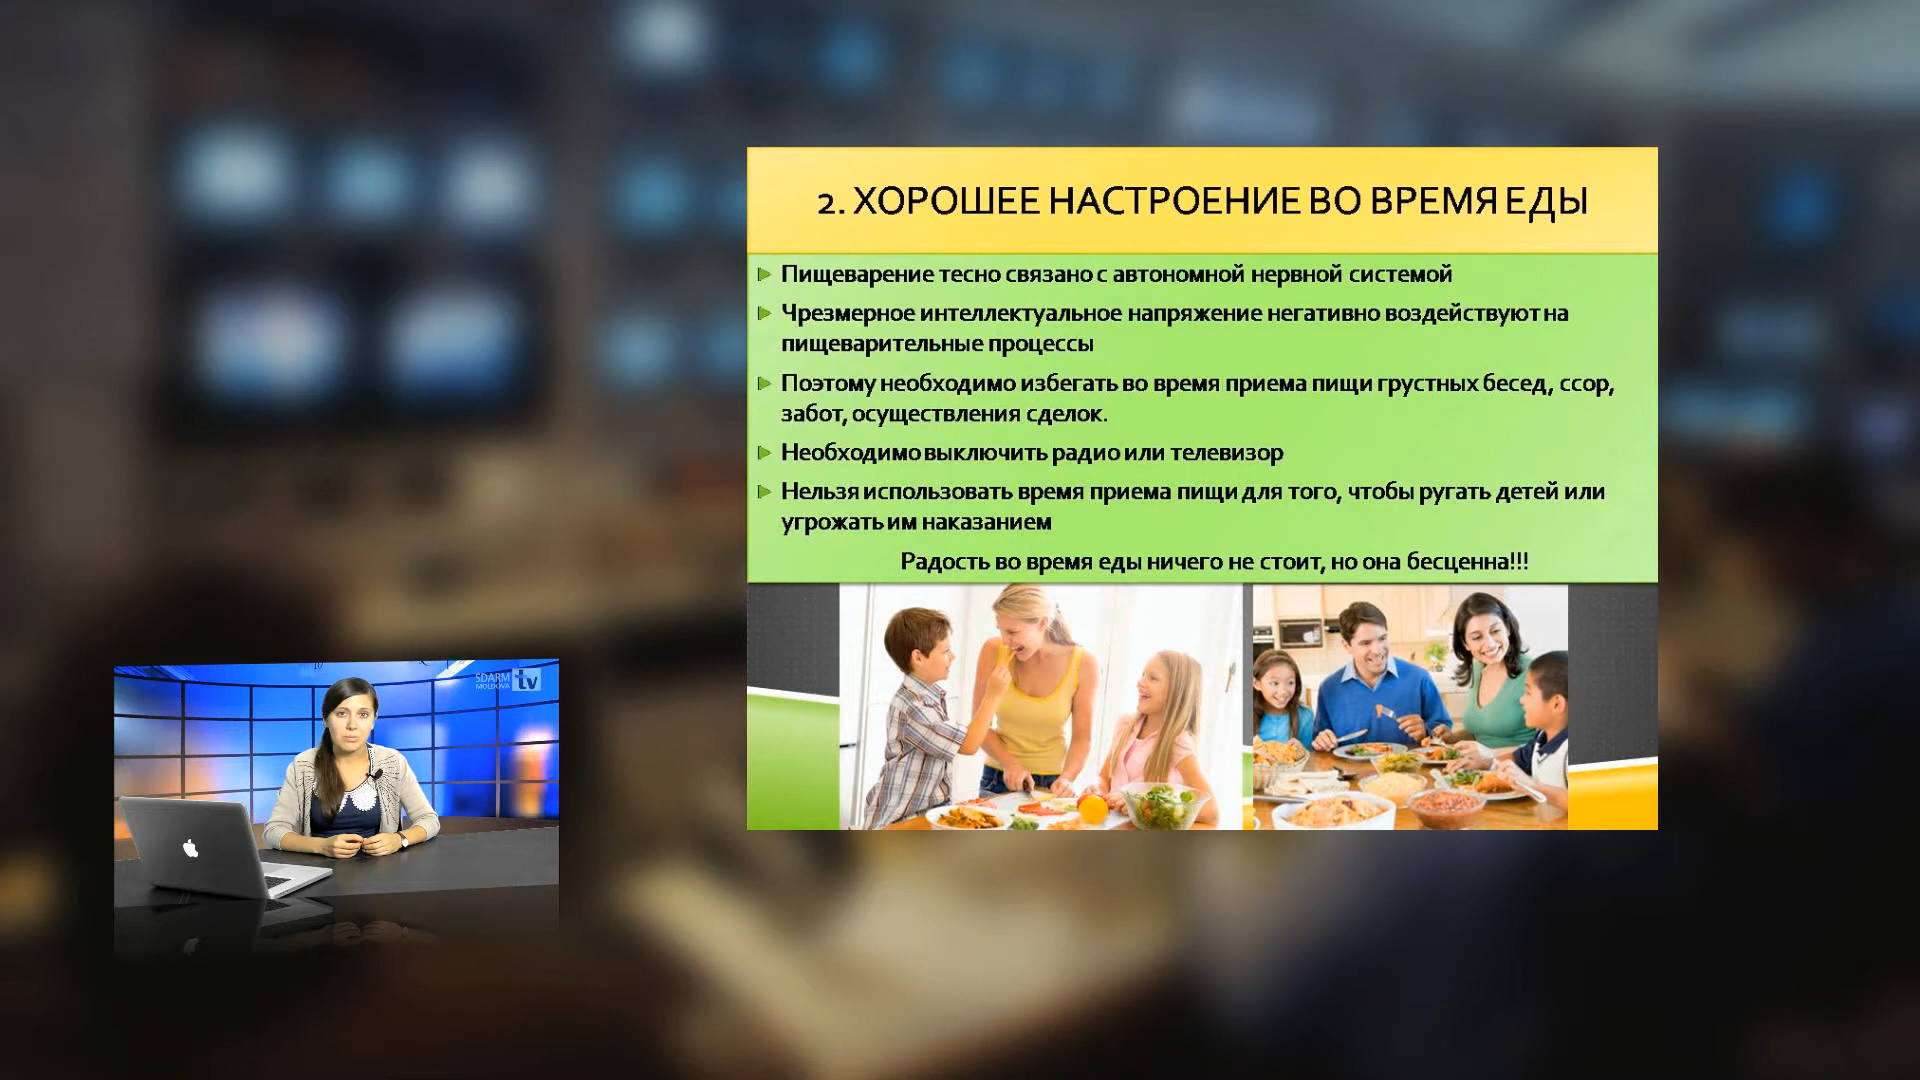 2. ХОРОШЕЕ НАСТРОЕНИЕ ВО ВРЕМЯ ЕДЫ
Пищеварение тесно связано с автономной нервной системой
Чрезмерное интеллектуальное напряжение негативно воздействуют на
пищеварительные процессы
Поэтому необходимо избегать во время приема пищи грустных бесед, ссор,
забот, осуществления сделок.
Необходимо выключить радио или телевизор
Нельзя использовать время приема пищи для того, чтобы ругать детей или
угрожать им наказанием
Радость во время еды ничего не стоит, но она бесценна!!!
SDARM
MOLDOVA
tv